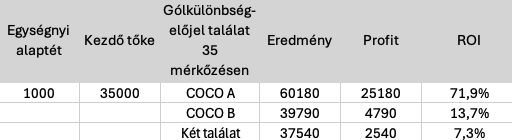 Egységnyi alaptét Kezdő tőke Gólkülönbség-előjel találat 35 mérkőzésen Eredmény Profit ROI
1000 35000 COCO A 60180 25180 71,9%
COCO B 39790 4790 13,7%
Két találat 37540 2540 7,3%